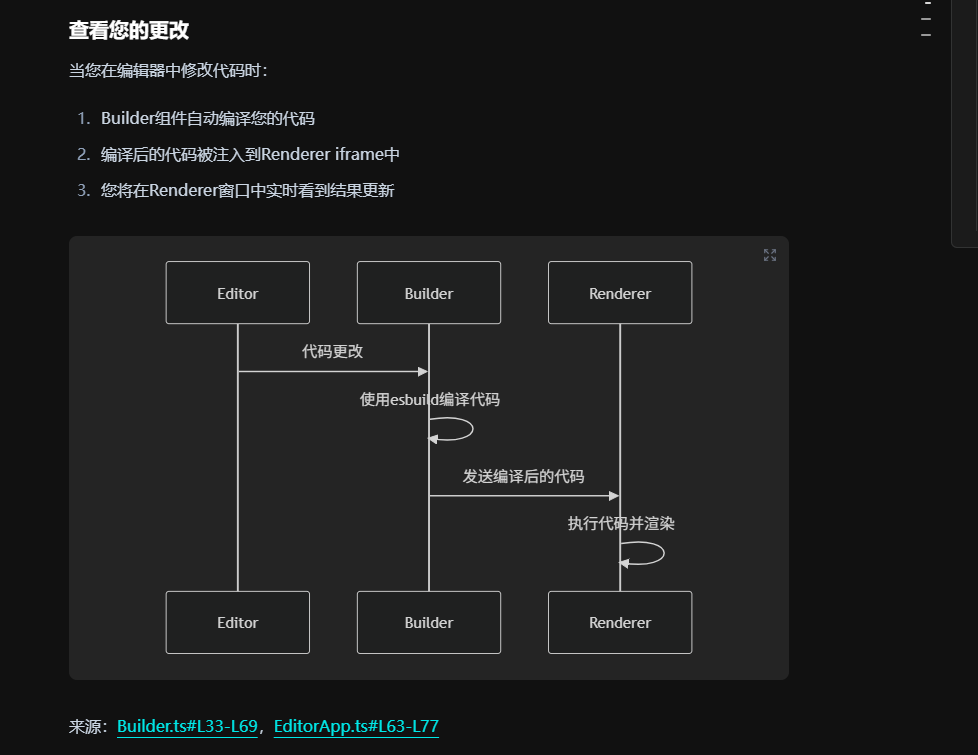 查看您的更改
当您在编辑器中修改代码时：
1. Builder组件自动编译您的代码
2. 编译后的代码被注入到Renderer iframe中
3. 您将在Renderer窗口中实时看到结果更新
Editor Builder Renderer
代码更改
使用esbuild编译代码
发送编译后的代码
执行代码并渲染
Editor Builder Renderer
来源：Builder.ts#L33-L69，EditorApp.ts#L63-L77